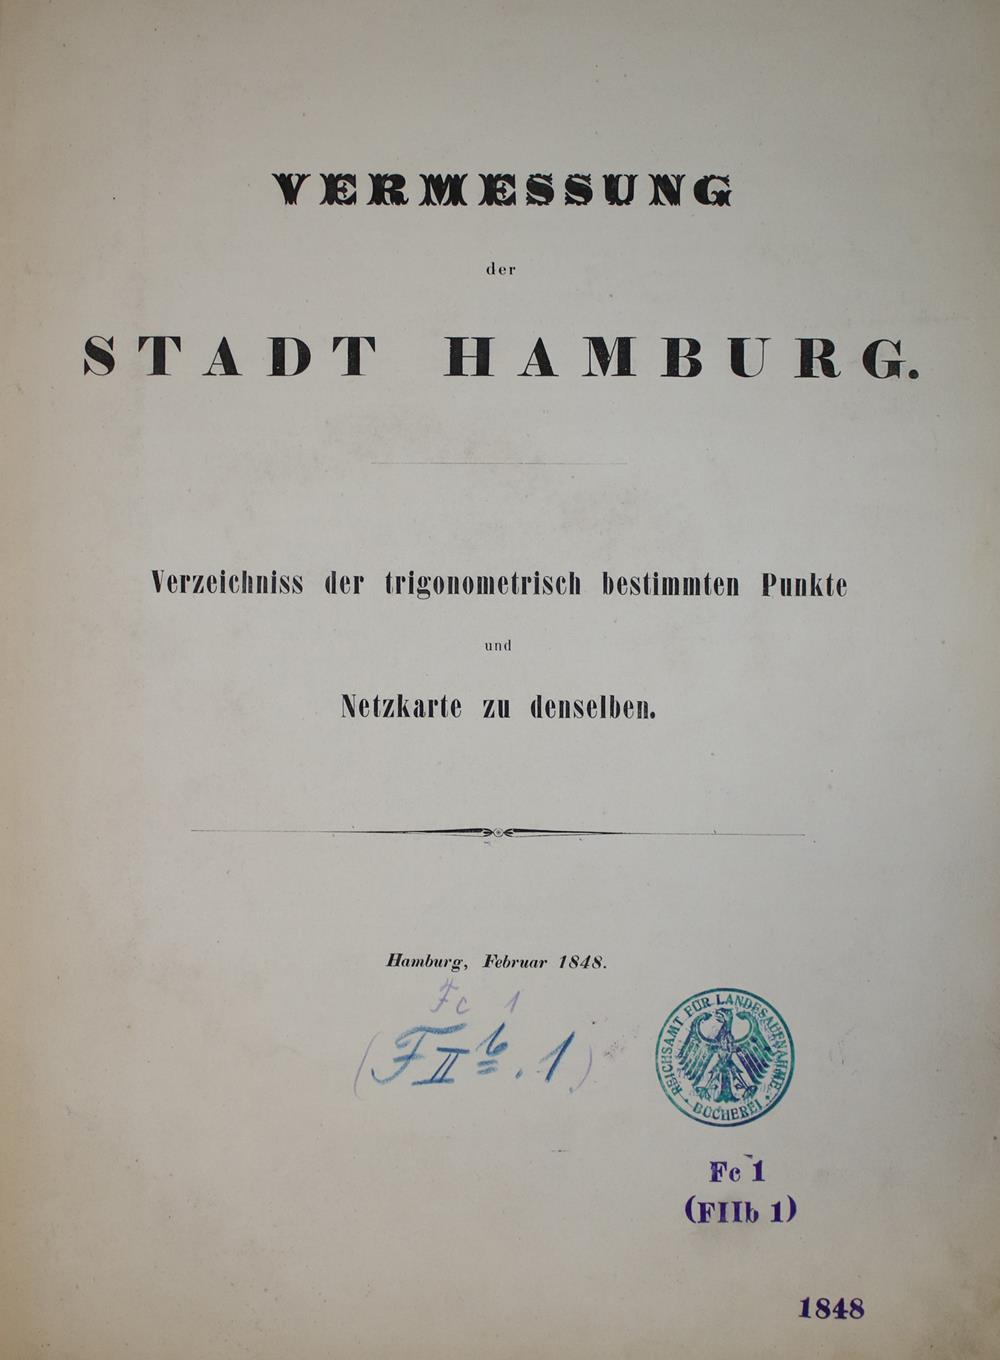 VERMESSUNG
der
STADT HAMBURG.
Verzeichniss der trigonometrisch bestimmten Punkte
und
Netzkarte zu denselben.
Hamburg, Februar 1848.
Fc 1
(F II b . 1)
REICHSAMT FÜR LANDESAUFNAHME
BÜCHEREI
Fc 1
(FIIb 1)
1848